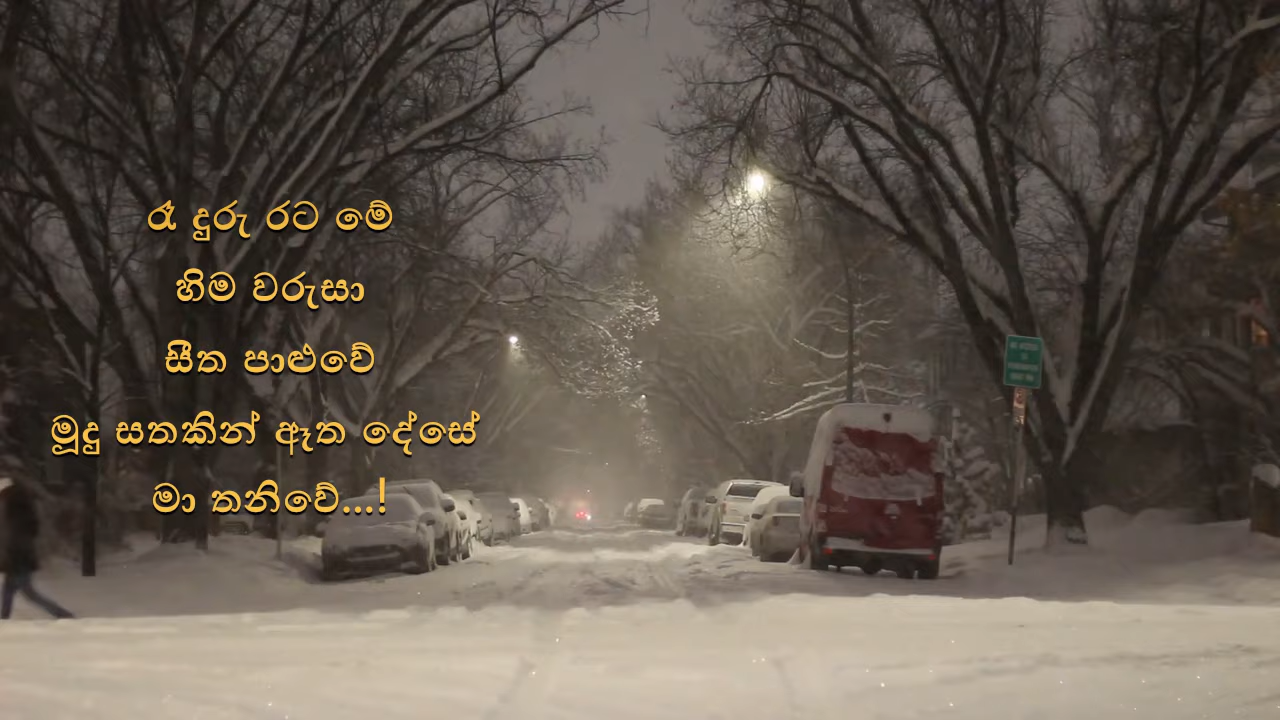 රෑ දුරු රට මේ
හිම වරුසා
සීත පාළුවේ
මූදු සතකින් ඈත දේසේ
මා තනිවේ...!